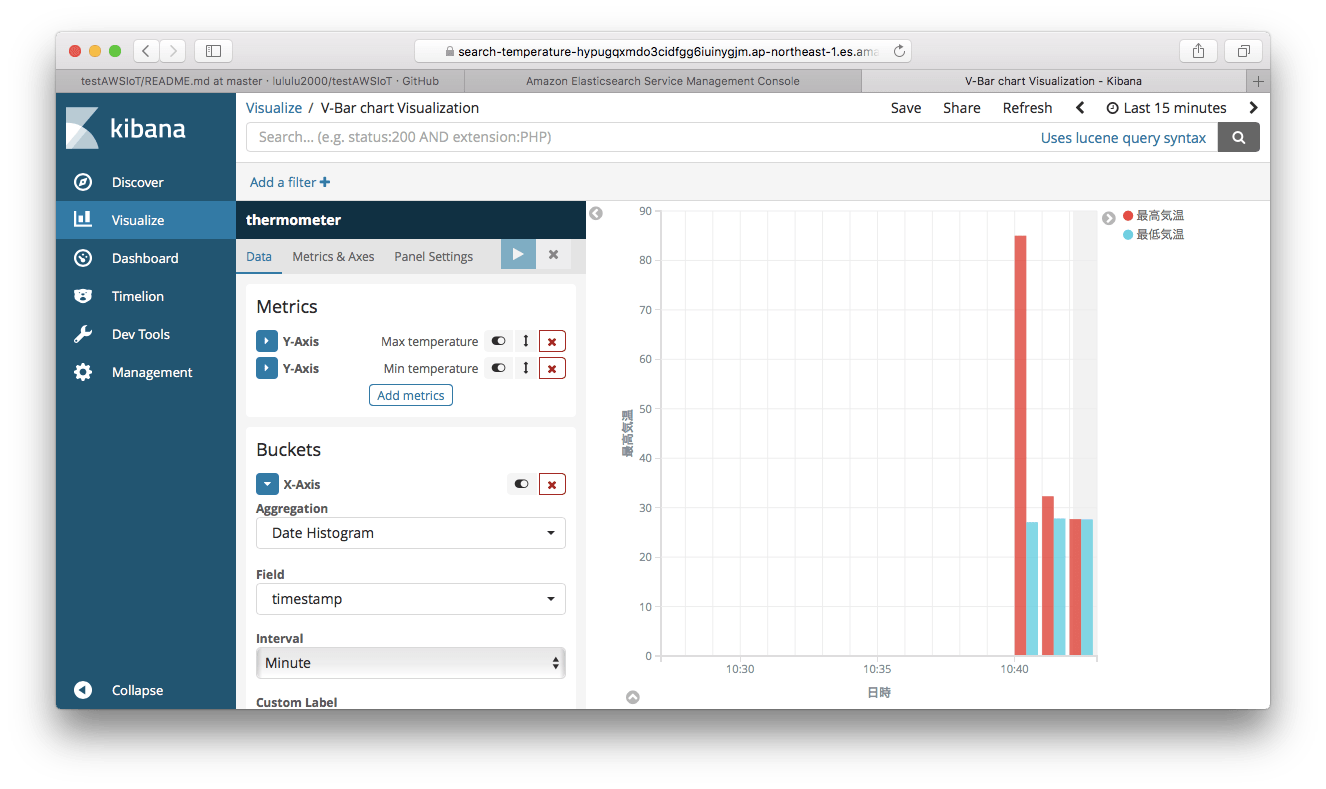 search-temperature-hypugqxmdo3cidfgg6iuinygjm.ap-northeast-1.es.ama
testAWSIoT/README.md at master · lululu2000/testAWSIoT · GitHub
Amazon Elasticsearch Service Management Console
V-Bar chart Visualization - Kibana
kibana
Discover
Visualize
Dashboard
Timelion
Dev Tools
Management
Collapse
Visualize / V-Bar chart Visualization
Save Share Refresh Last 15 minutes
Search... (e.g. status:200 AND extension:PHP)
Uses lucene query syntax
Add a filter
thermometer
Data Metrics & Axes Panel Settings
Metrics
Y-Axis Max temperature
Y-Axis Min temperature
Add metrics
Buckets
X-Axis
Aggregation
Date Histogram
Field
timestamp
Interval
Minute
Custom Label
最高気温
90
80
70
60
50
40
30
20
10
0
10:30 10:35 10:40
日時
最高気温
最低気温